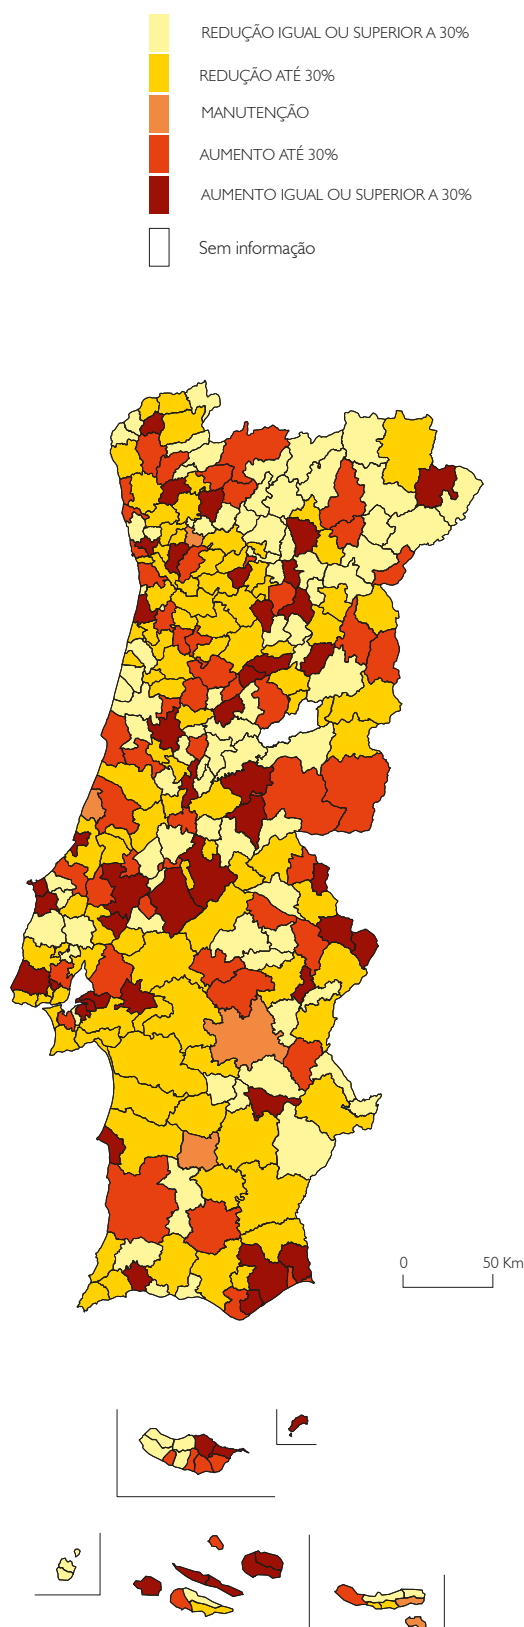 REDUÇÃO IGUAL OU SUPERIOR A 30%
REDUÇÃO ATÉ 30%
MANUTENÇÃO
AUMENTO ATÉ 30%
AUMENTO IGUAL OU SUPERIOR A 30%
Sem informação
0 50 Km